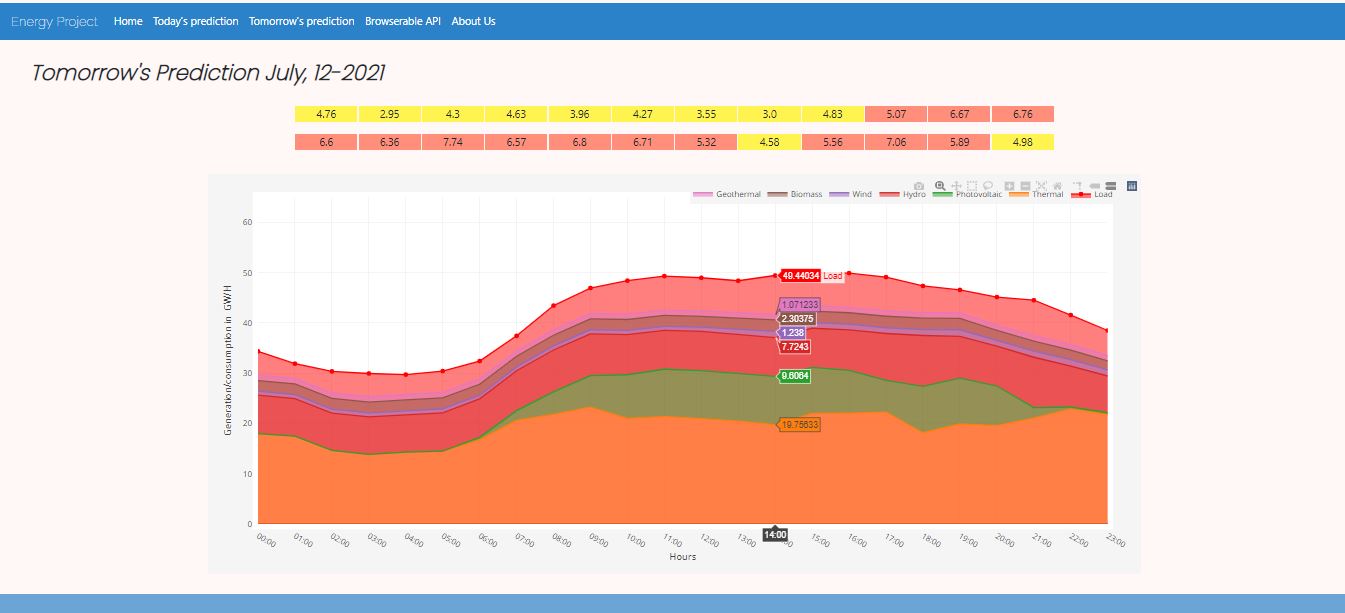 Energy Project Home Today's prediction Tomorrow's prediction Browserable API About Us
Tomorrow's Prediction July, 12-2021
4.76 2.95 4.3 4.63 3.96 4.27 3.55 3.0 4.83 5.07 6.67 6.76
6.6 6.36 7.74 6.57 6.8 6.71 5.32 4.58 5.56 7.06 5.89 4.98
Geothermal Biomass Wind Hydro Photovoltaic Thermal Load
Generation/consumption in GW/H
60
50
40
30
20
10
0
49.44034 Load
1.071233
2.30375
1.238
7.7243
9.6064
19.75633
00:00 01:00 02:00 03:00 04:00 05:00 06:00 07:00 08:00 09:00 10:00 11:00 12:00 13:00 14:00 15:00 16:00 17:00 18:00 19:00 20:00 21:00 22:00 23:00
Hours